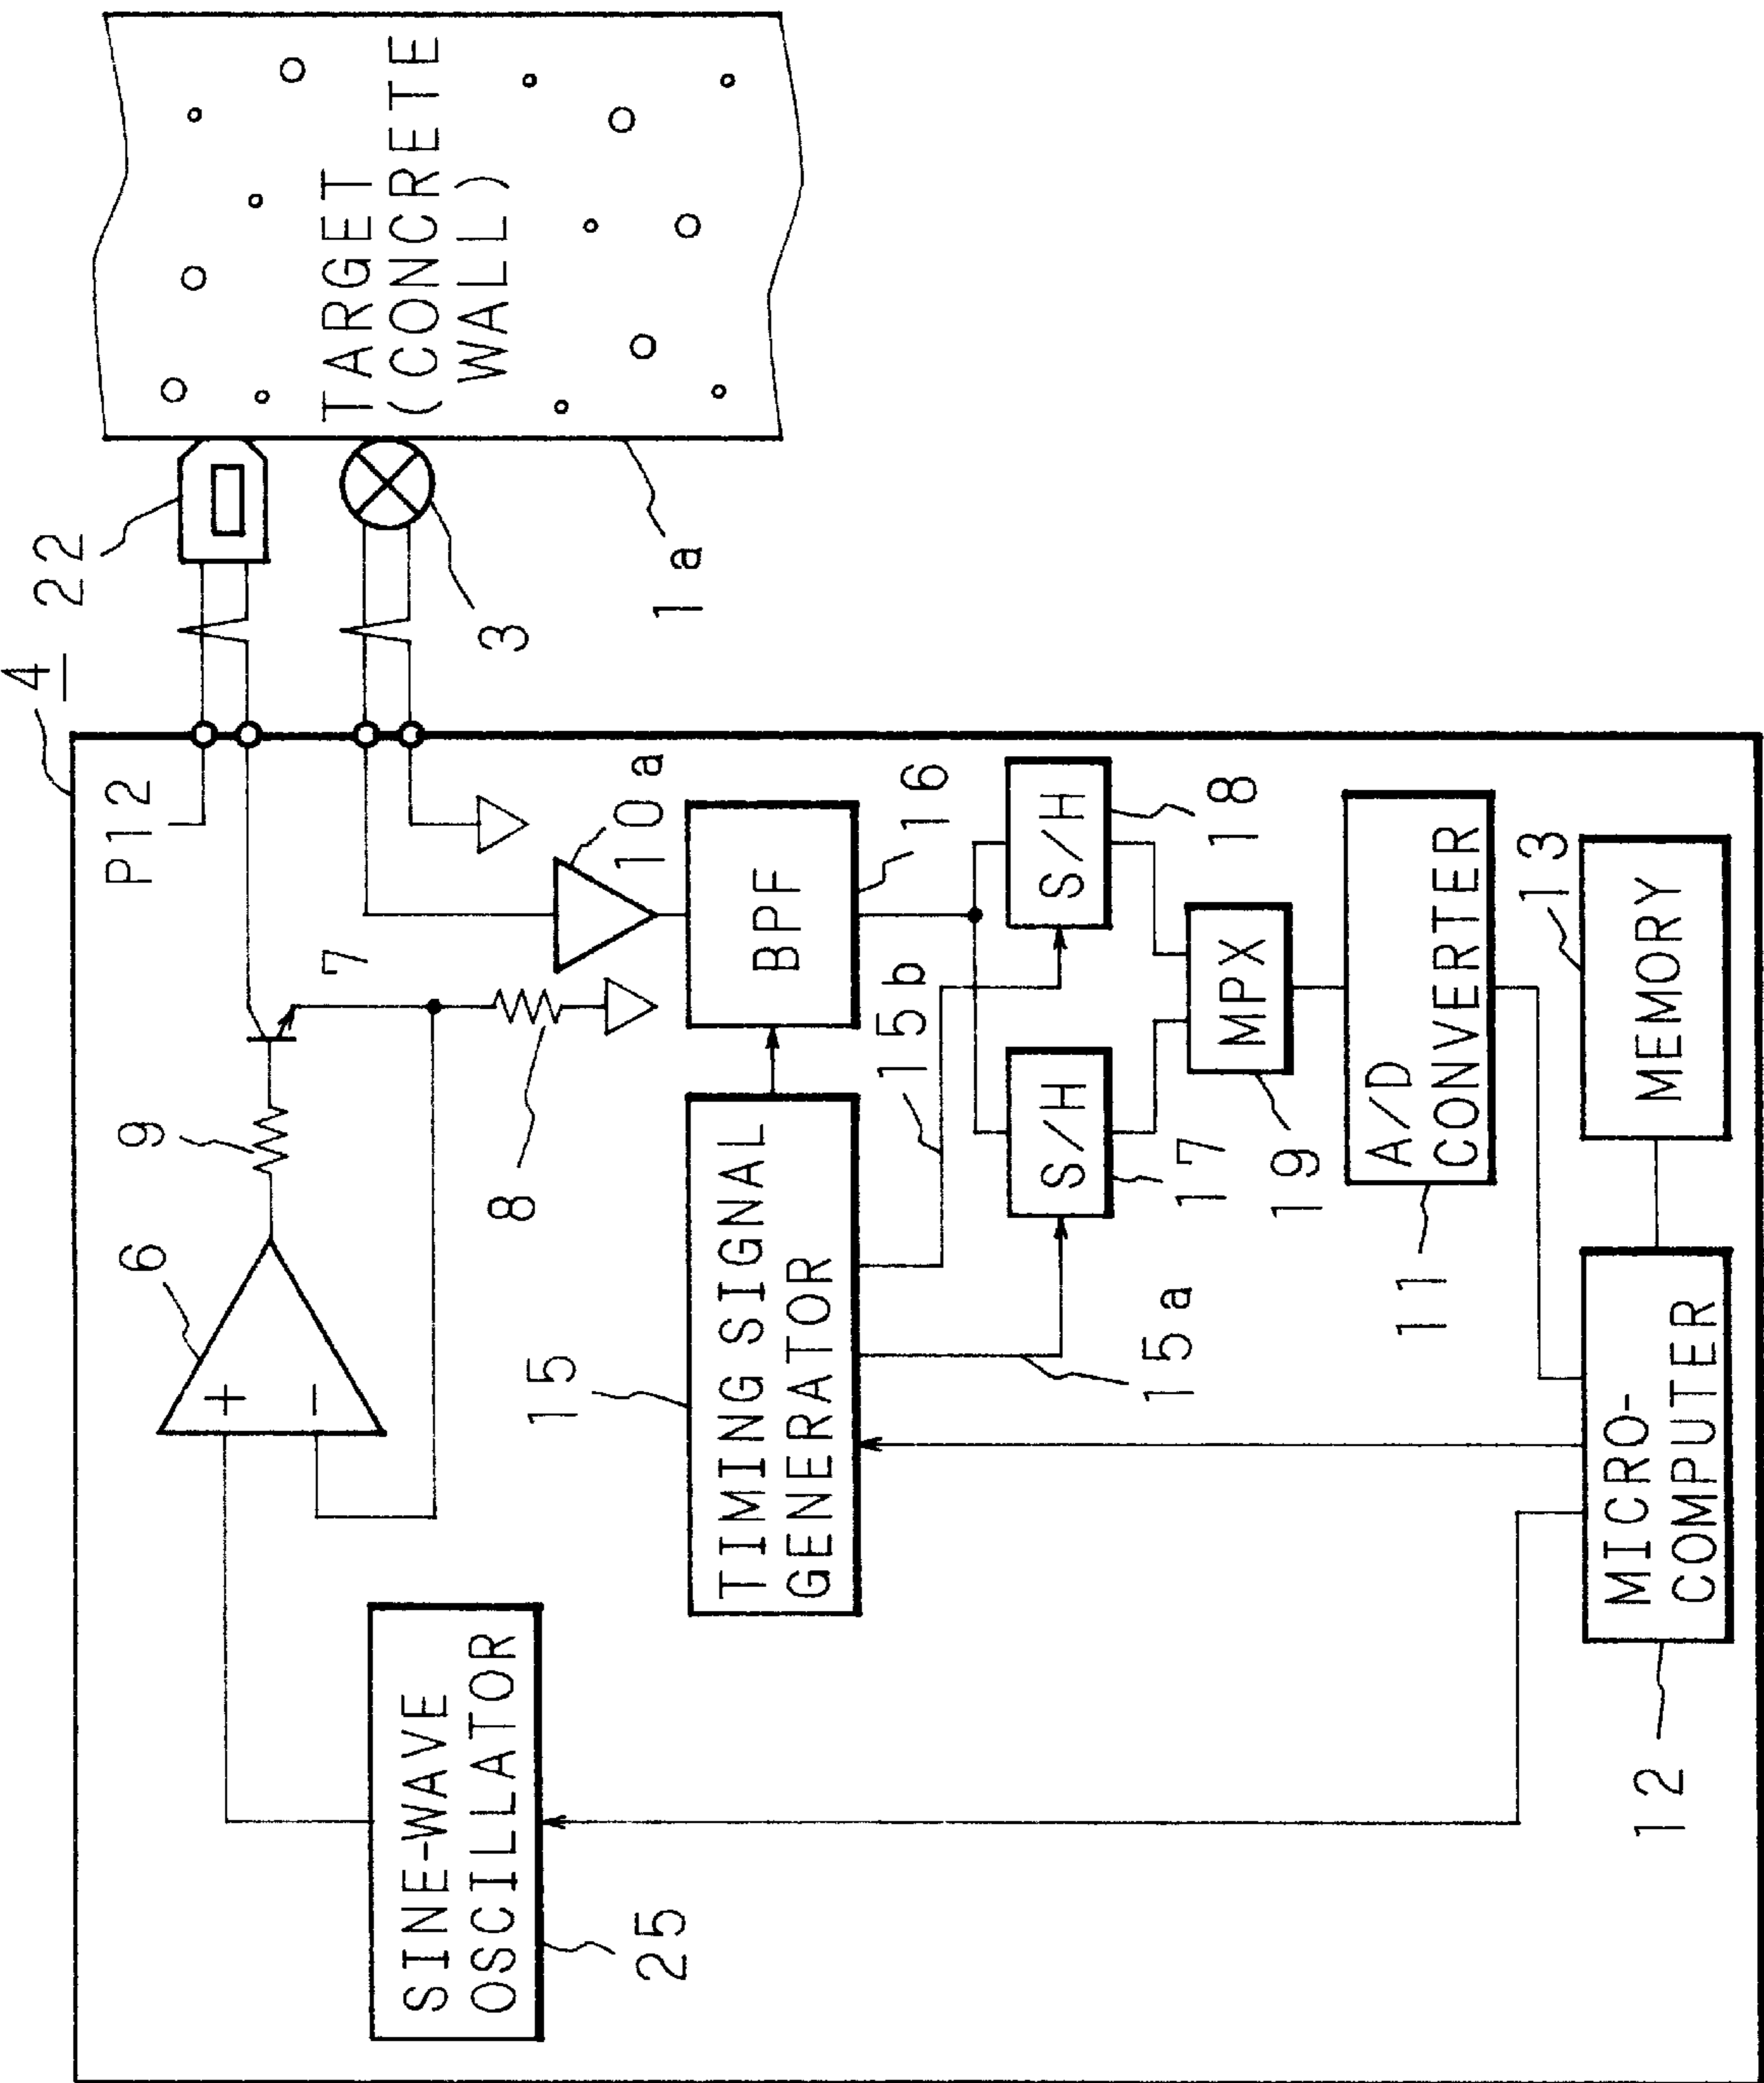 4
22
6
9
P12
+
−
7
TARGET
(CONCRETE
WALL)
SINE-WAVE
OSCILLATOR
25
8
3
15
10a
1a
TIMING SIGNAL
GENERATOR
BPF
16
15b
S/H
S/H
15a
17
18
MPX
19
A/D
CONVERTER
11
13
MICRO-
COMPUTER
MEMORY
12